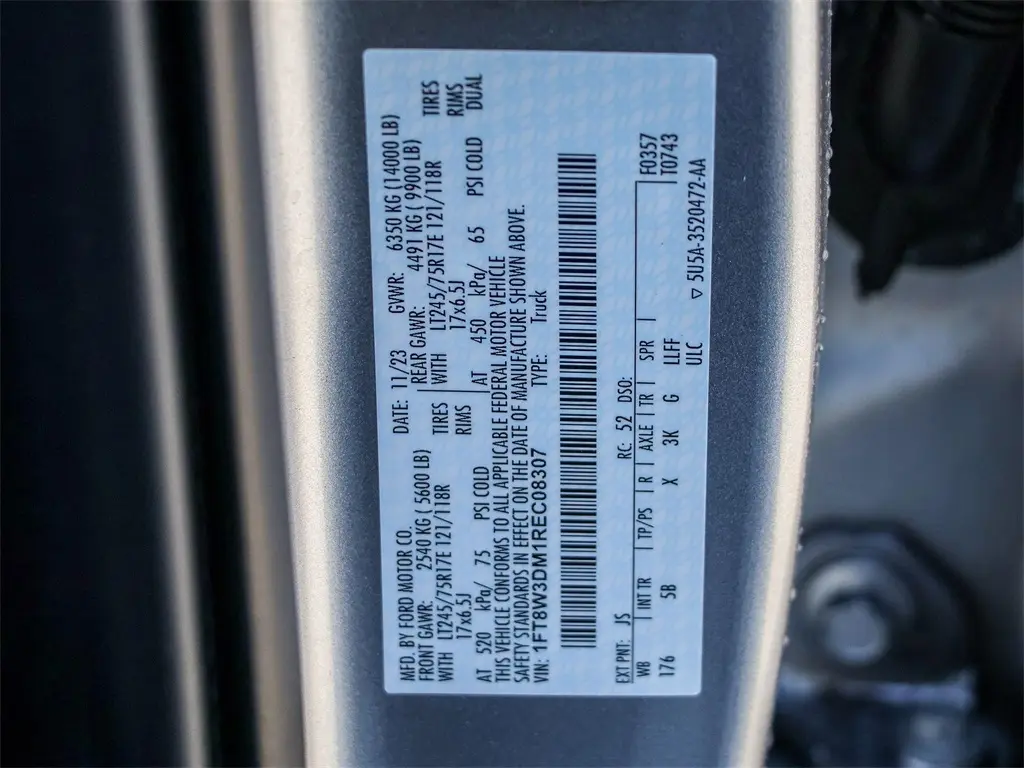 MFD. BY FORD MOTOR CO. DATE: 11/23 GVWR: 6350 KG (14000 LB)
FRONT GAWR: 2540 KG ( 5600 LB) REAR GAWR: 4491 KG ( 9900 LB)
WITH LT245/75R17E 121/118R TIRES WITH LT245/75R17E 121/118R TIRES
17x6.5J RIMS 17x6.5J RIMS
AT 520 kPa/ 75 PSI COLD AT 450 kPa/ 65 PSI COLD DUAL
THIS VEHICLE CONFORMS TO ALL APPLICABLE FEDERAL MOTOR VEHICLE
SAFETY STANDARDS IN EFFECT ON THE DATE OF MANUFACTURE SHOWN ABOVE.
VIN: 1FT8W3DM1REC08307 TYPE: Truck
EXT PNT: JS RC: 52 DSO:
WB INT TR TP/PS R AXLE TR SPR F0357
176 5B X 3K G LLFF T0743
ULC
▽ 5U5A-3520472-AA